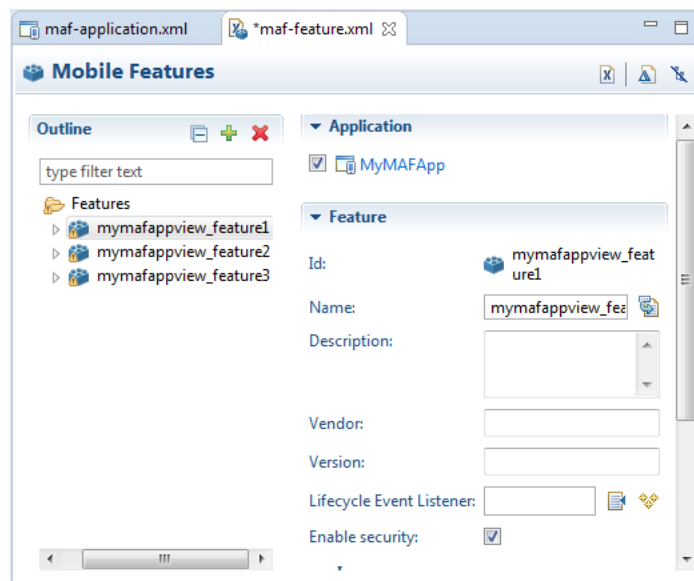 maf-application.xml
*maf-feature.xml
Mobile Features
Outline
type filter text
Features
mymafappview_feature1
mymafappview_feature2
mymafappview_feature3
Application
MyMAFApp
Feature
Id:
mymafappview_feat
ure1
Name:
mymafappview_fea
Description:
Vendor:
Version:
Lifecycle Event Listener:
Enable security: